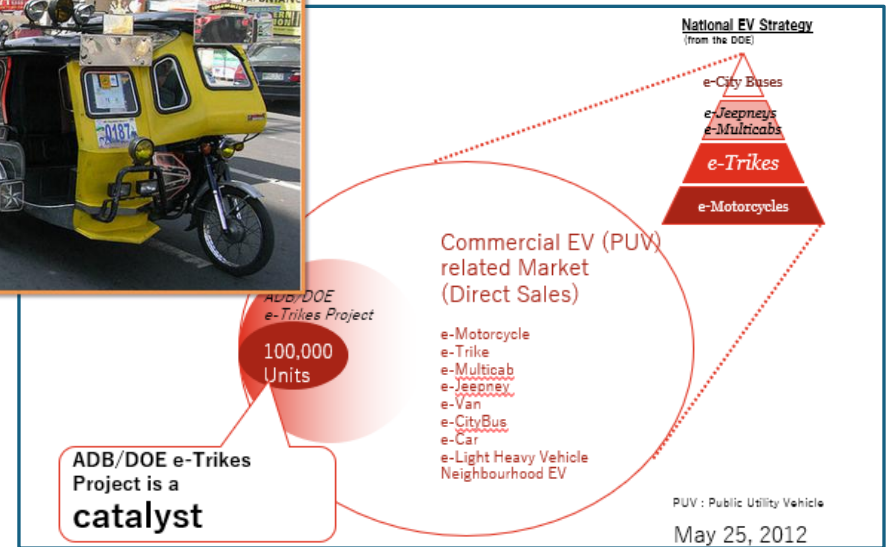 0187
National EV Strategy
(from the DOE)
e-City Buses
e-Jeepneys
e-Multicabs
e-Trikes
e-Motorcycles
Commercial EV (PUV)
related Market
(Direct Sales)
e-Motorcycle
e-Trike
e-Multicab
e-Jeepney
e-Van
e-CityBus
e-Car
e-Light Heavy Vehicle
Neighbourhood EV
ADB/DOE
e-Trikes Project
100,000
Units
ADB/DOE e-Trikes
Project is a
catalyst
PUV : Public Utility Vehicle
May 25, 2012